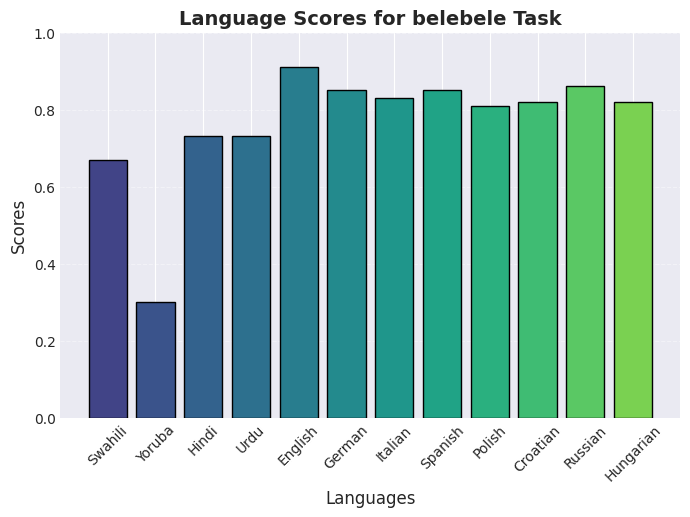 Language Scores for belebele Task
1.0
0.8
0.6
0.4
0.2
0.0
Scores
Swahili
Yoruba
Hindi
Urdu
English
German
Italian
Spanish
Polish
Croatian
Russian
Hungarian
Languages